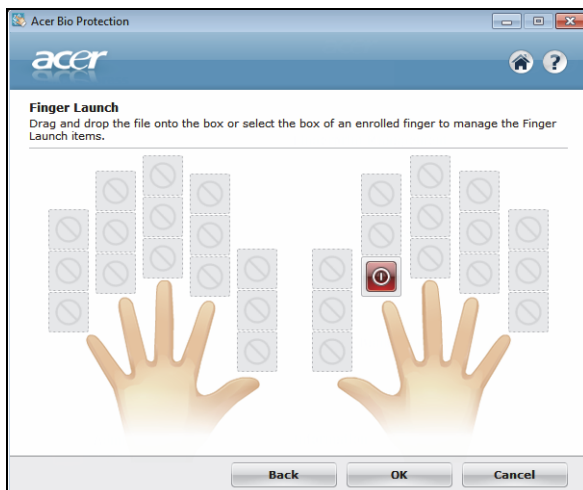 Acer Bio Protection
acer
?
Finger Launch
Drag and drop the file onto the box or select the box of an enrolled finger to manage the Finger
Launch items.
Back
OK
Cancel